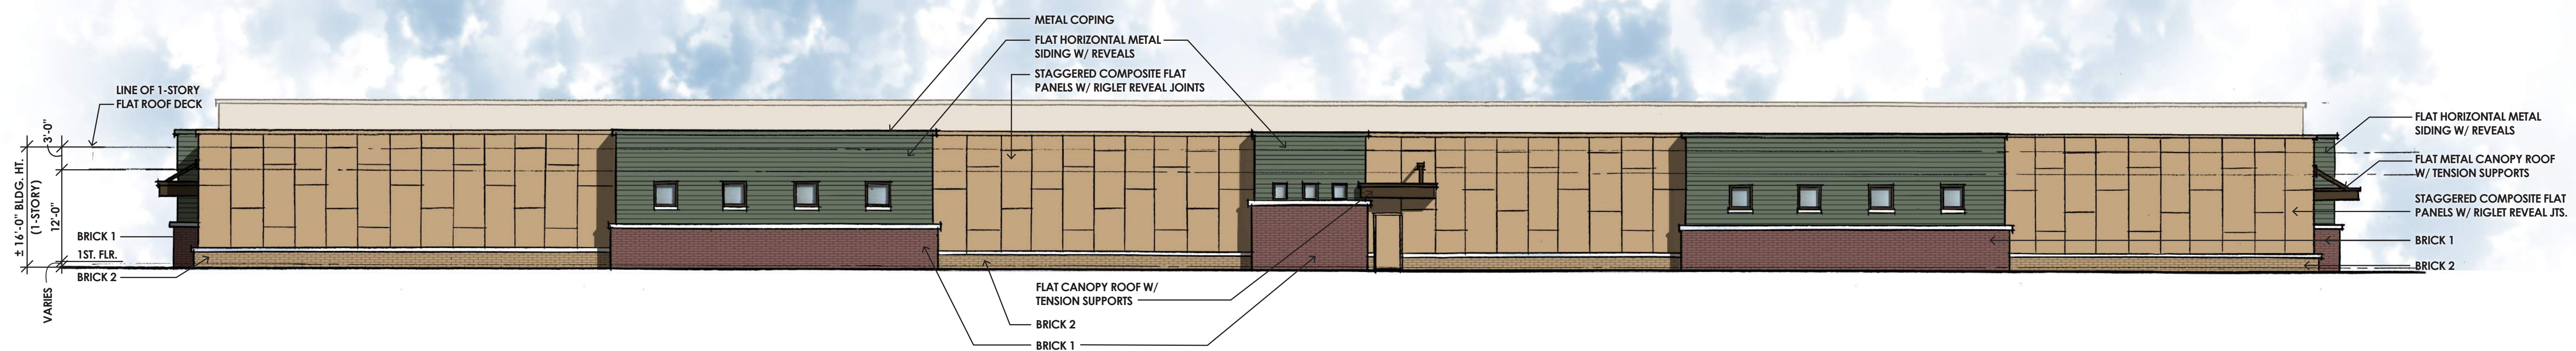 METAL COPING
FLAT HORIZONTAL METAL
SIDING W/ REVEALS
STAGGERED COMPOSITE FLAT
PANELS W/ RIGLET REVEAL JOINTS
LINE OF 1-STORY
FLAT ROOF DECK
3'-0"
± 16'-0" BLDG. HT.
(1-STORY)
12'-0"
BRICK 1
1ST. FLR.
BRICK 2
VARIES
FLAT CANOPY ROOF W/
TENSION SUPPORTS
BRICK 2
BRICK 1
FLAT HORIZONTAL METAL
SIDING W/ REVEALS
FLAT METAL CANOPY ROOF
W/ TENSION SUPPORTS
STAGGERED COMPOSITE FLAT
PANELS W/ RIGLET REVEAL JTS.
BRICK 1
BRICK 2